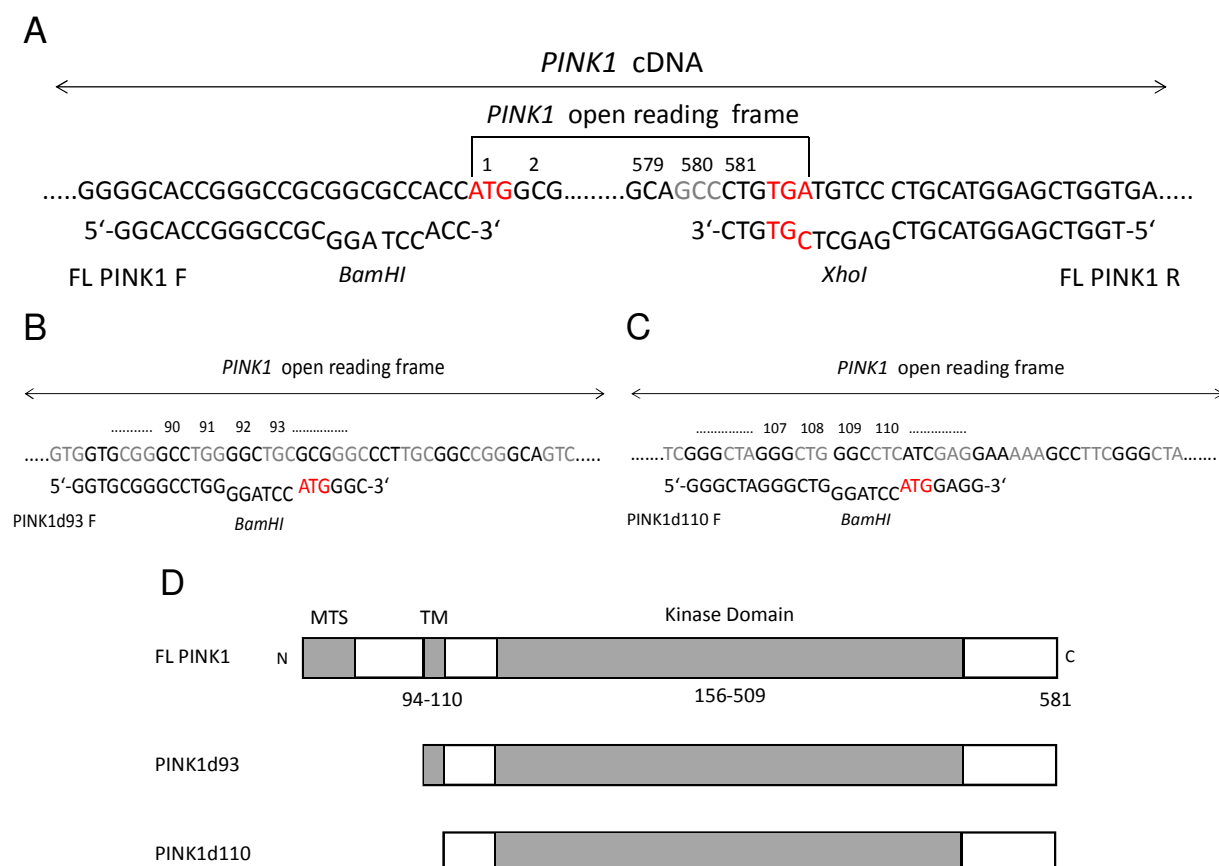 A
PINK1 cDNA
PINK1 open reading frame
1 2 579 580 581
.....GGGGCACCGGGCCGCGGCGCCACCATGGCG............GCAGCCCTGTGATGTCC CTGCATGGAGCTGGTGA.....
5‘-GGCACCGGGCCGCGGATCCACC-3‘ 3‘-CTGTGCTCGAGCTGCATGGAGCTGGT-5‘
FL PINK1 F BamHI XhoI FL PINK1 R
B
PINK1 open reading frame
........... 90 91 92 93 ...............
.....GTGGTGCGGGCCTGGGGCTGCGCGGGCCCTTGCGGCCGGGCAGTC.....
5‘-GGTGCGGGCCTGGGGATCCATGGGC-3‘
PINK1d93 F BamHI
C
PINK1 open reading frame
............... 107 108 109 110 ...............
.......TCGGGCTAGGGCTG GGCCTCATCGAGGAAAAAGCCTTCGGGCTA.......
5‘-GGGCTAGGGCTGGGATCCATGGAGG-3‘
PINK1d110 F BamHI
D
MTS TM Kinase Domain
FL PINK1 N C
94-110 156-509 581
PINK1d93
PINK1d110